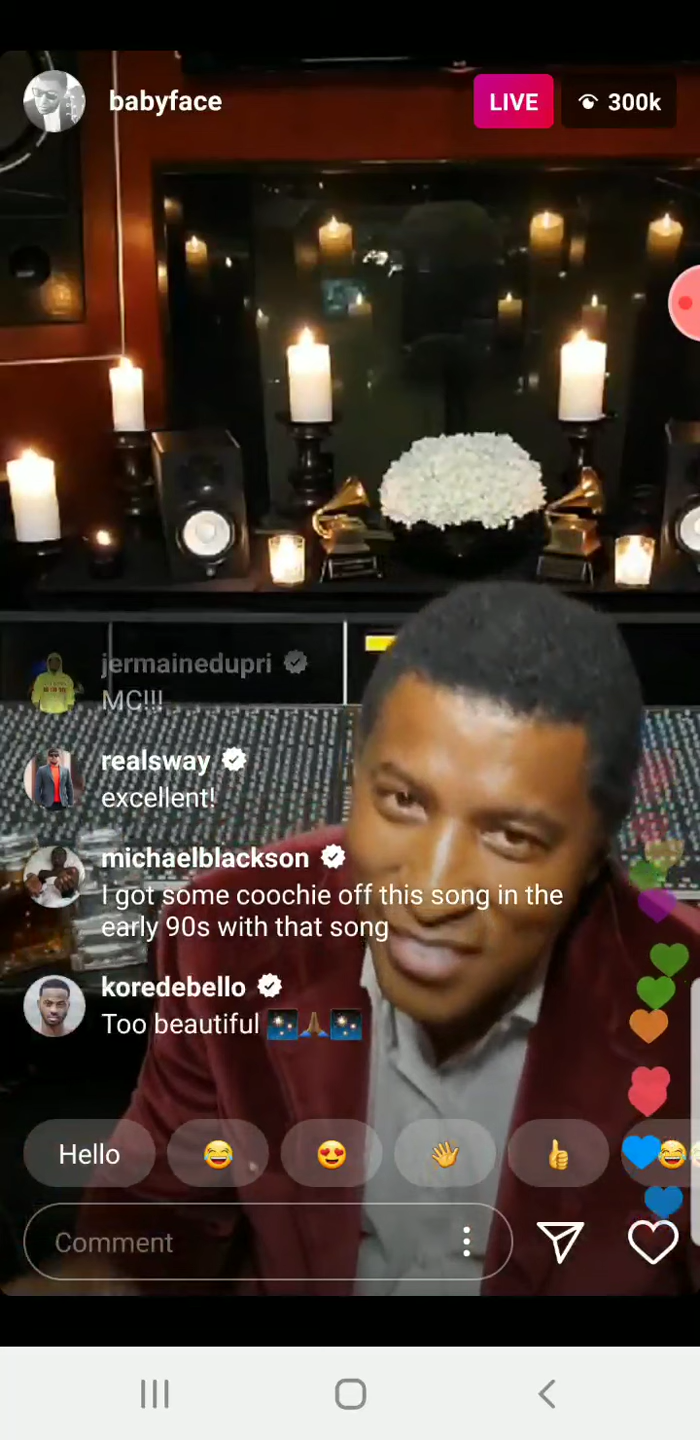 babyface
LIVE
300k
jermainedupri
MC!!!
realsway
excellent!
michaelblackson
I got some coochie off this song in the
early 90s with that song
koredebello
Too beautiful 🎇🙏🏾🎇
Hello 😂 😍 👋 👍 😂
Comment